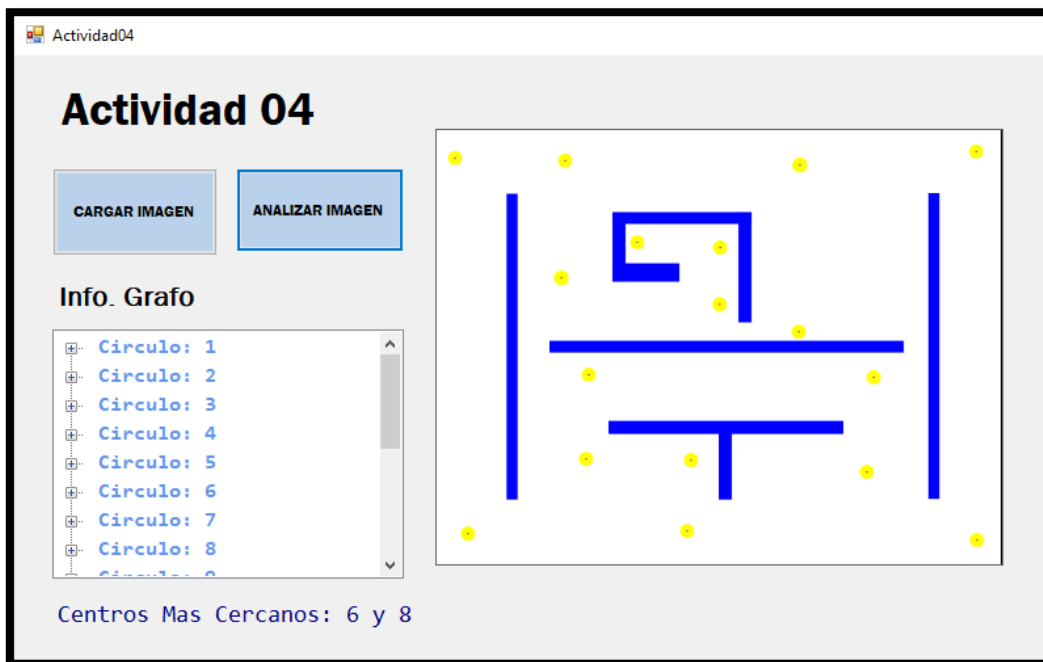 Actividad04
Actividad 04
CARGAR IMAGEN
ANALIZAR IMAGEN
Info. Grafo
Circulo: 1
Circulo: 2
Circulo: 3
Circulo: 4
Circulo: 5
Circulo: 6
Circulo: 7
Circulo: 8
Centros Mas Cercanos: 6 y 8